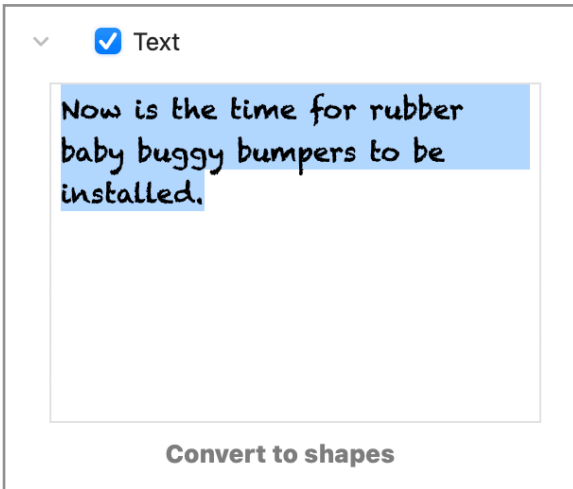 Text
Now is the time for rubber
baby buggy bumpers to be
installed.
Convert to shapes